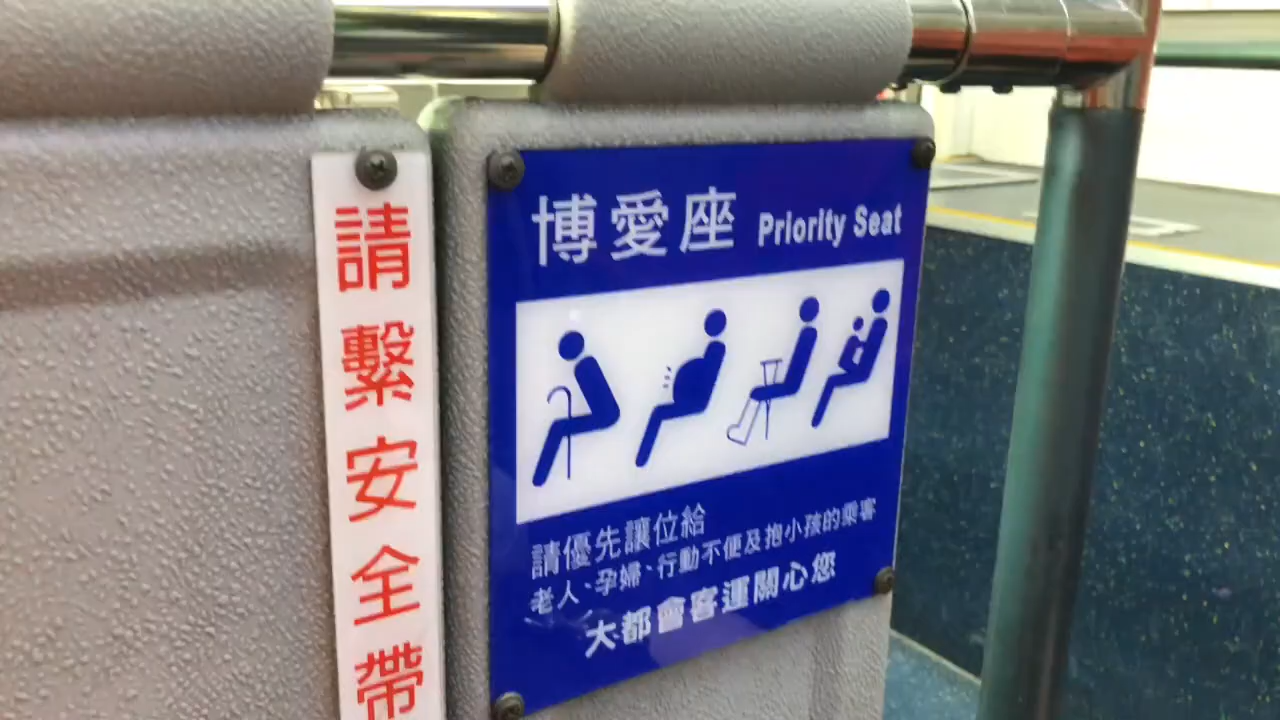 請繫安全帶
博愛座 Priority Seat
請優先讓位給
老人、孕婦、行動不便及抱小孩的乘客
大都會客運關心您